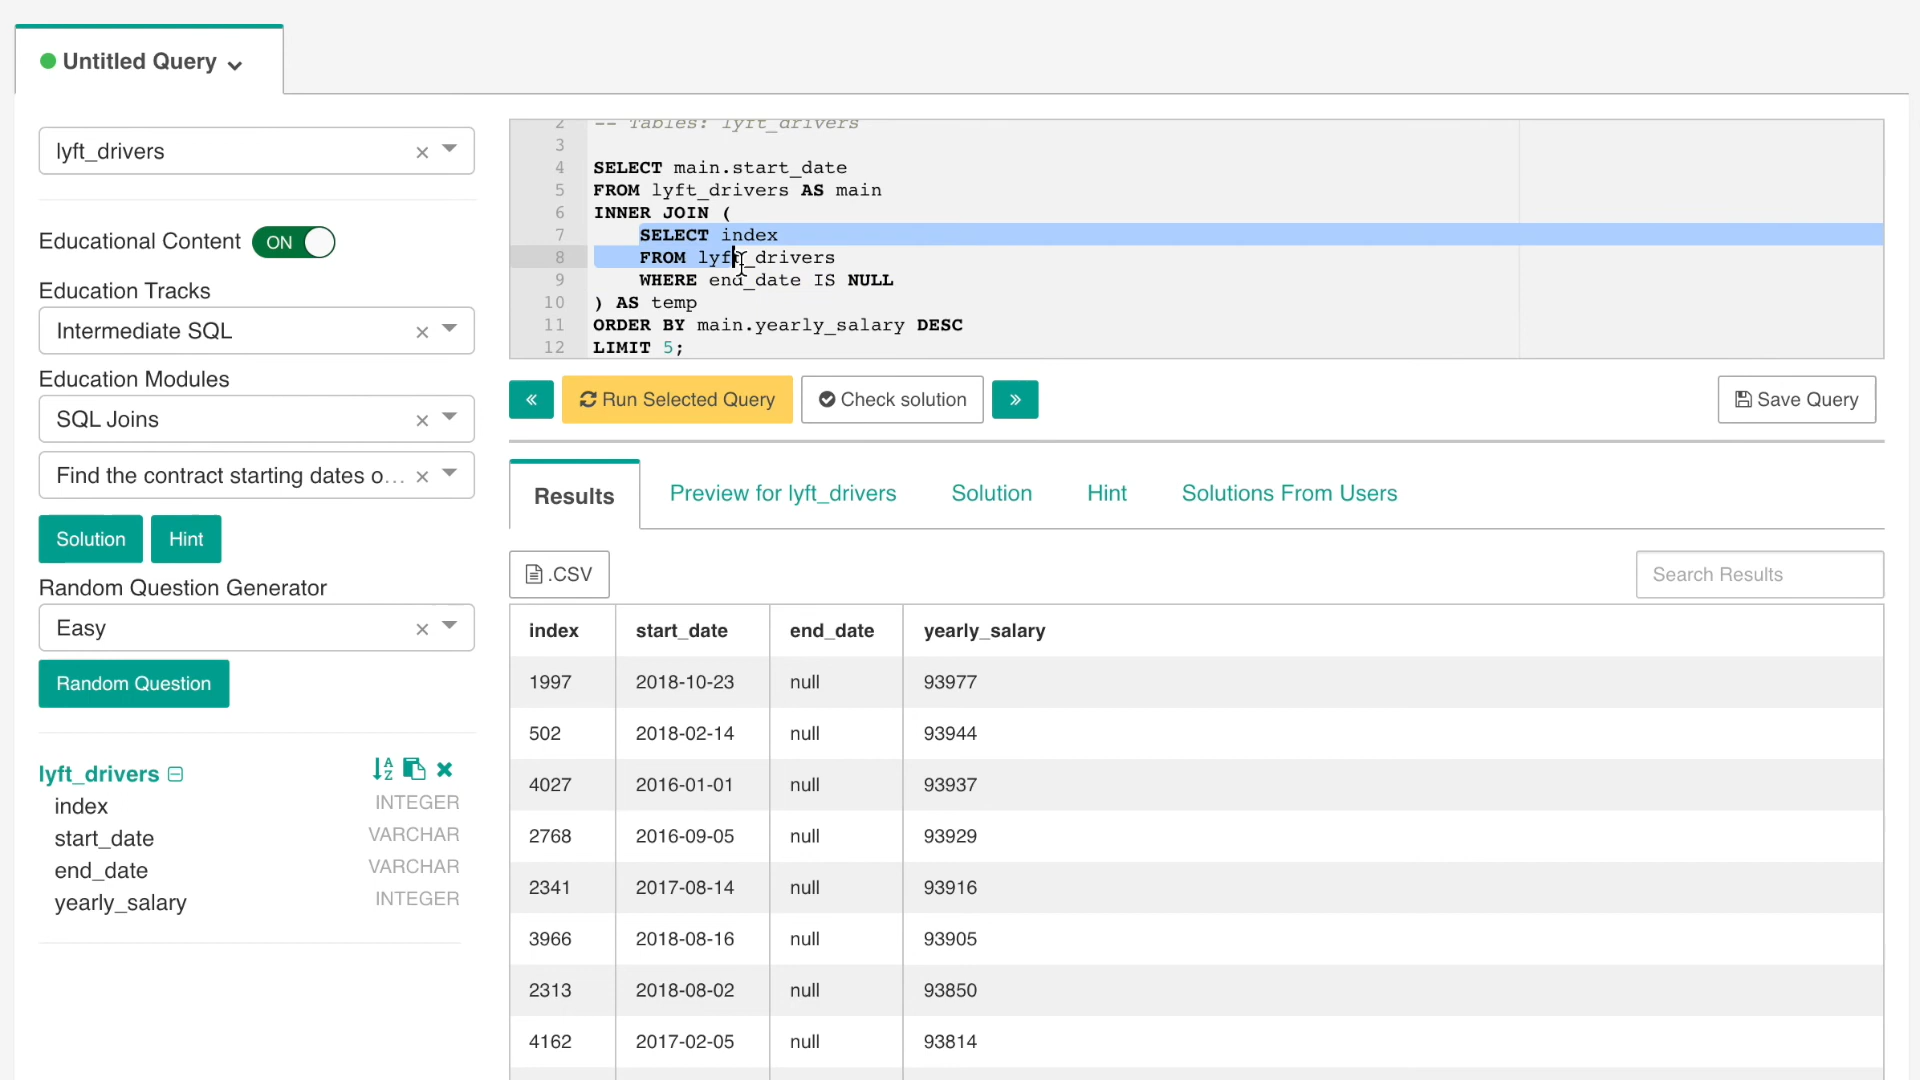 Untitled Query
lyft_drivers
Educational Content ON
Education Tracks
Intermediate SQL
Education Modules
SQL Joins
Find the contract starting dates o...
Solution Hint
Random Question Generator
Easy
Random Question
lyft_drivers
index INTEGER
start_date VARCHAR
end_date VARCHAR
yearly_salary INTEGER
2 -- Tables: lyft_drivers
3
4 SELECT main.start_date
5 FROM lyft_drivers AS main
6 INNER JOIN (
7 SELECT index
8 FROM lyft_drivers
9 WHERE end_date IS NULL
10 ) AS temp
11 ORDER BY main.yearly_salary DESC
12 LIMIT 5;
« Run Selected Query Check solution » Save Query
Results Preview for lyft_drivers Solution Hint Solutions From Users
.CSV Search Results
index start_date end_date yearly_salary
1997 2018-10-23 null 93977
502 2018-02-14 null 93944
4027 2016-01-01 null 93937
2768 2016-09-05 null 93929
2341 2017-08-14 null 93916
3966 2018-08-16 null 93905
2313 2018-08-02 null 93850
4162 2017-02-05 null 93814